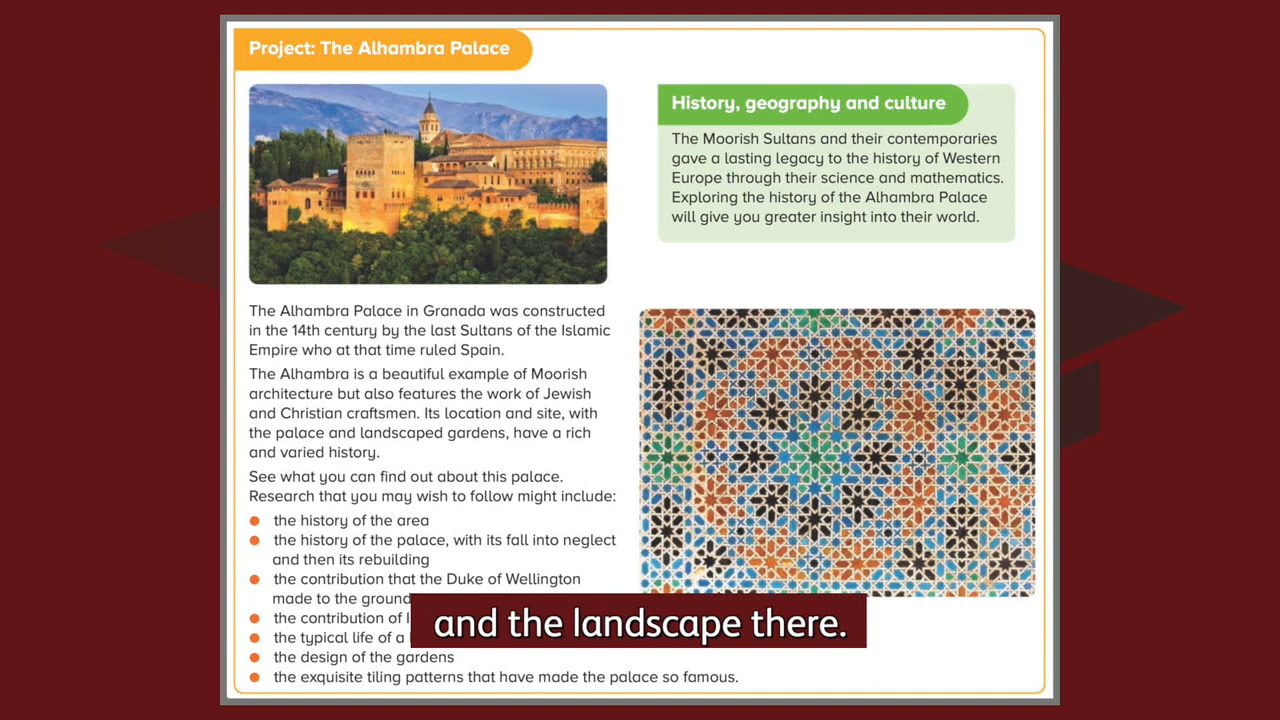 Project: The Alhambra Palace
History, geography and culture
The Moorish Sultans and their contemporaries
gave a lasting legacy to the history of Western
Europe through their science and mathematics.
Exploring the history of the Alhambra Palace
will give you greater insight into their world.
The Alhambra Palace in Granada was constructed
in the 14th century by the last Sultans of the Islamic
Empire who at that time ruled Spain.
The Alhambra is a beautiful example of Moorish
architecture but also features the work of Jewish
and Christian craftsmen. Its location and site, with
the palace and landscaped gardens, have a rich
and varied history.
See what you can find out about this palace.
Research that you may wish to follow might include:
● the history of the area
● the history of the palace, with its fall into neglect
and then its rebuilding
● the contribution that the Duke of Wellington
made to the ground
● the contribution of
● the typical life of a
● the design of the gardens
● the exquisite tiling patterns that have made the palace so famous.
and the landscape there.